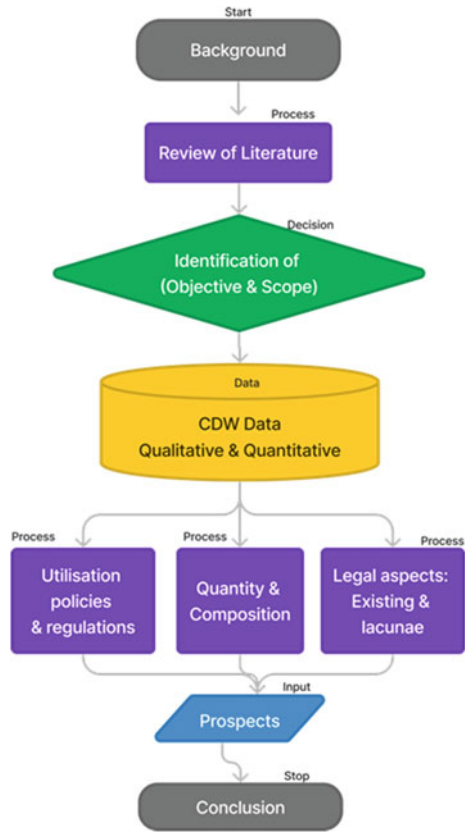 Start
Background
Process
Review of Literature
Decision
Identification of
(Objective & Scope)
Data
CDW Data
Qualitative & Quantitative
Process
Utilisation
policies
& regulations
Process
Quantity &
Composition
Process
Legal aspects:
Existing &
lacunae
Input
Prospects
Stop
Conclusion